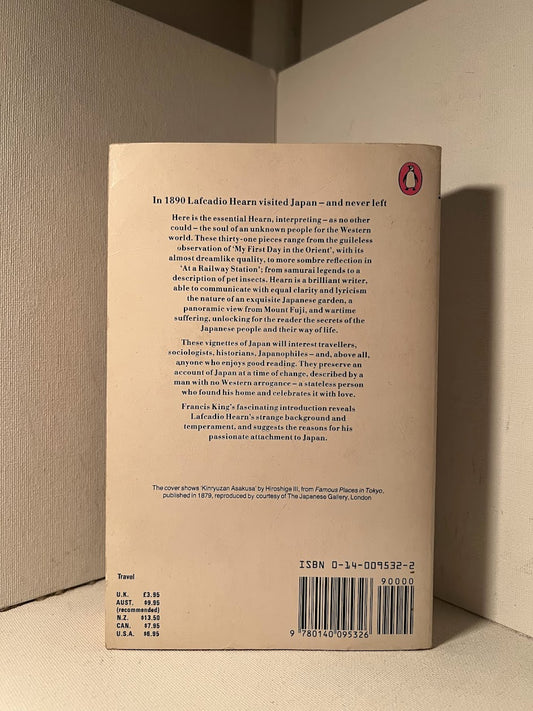 In 1890 Lafcadio Hearn visited Japan – and never left
Here is the essential Hearn, interpreting – as no other
could – the soul of an unknown people for the Western
world. These thirty-one pieces range from the guileless
observation of ‘My First Day in the Orient’, with its
almost dreamlike quality, to more sombre reflection in
‘At a Railway Station’; from samurai legends to a
description of pet insects. Hearn is a brilliant writer,
able to communicate with equal clarity and lyricism
the nature of an exquisite Japanese garden, a
panoramic view from Mount Fuji, and wartime
suffering, unlocking for the reader the secrets of the
Japanese people and their way of life.
These vignettes of Japan will interest travellers,
sociologists, historians, Japanophiles – and, above all,
anyone who enjoys good reading. They preserve an
account of Japan at a time of change, described by a
man with no Western arrogance – a stateless person
who found his home and celebrates it with love.
Francis King’s fascinating introduction reveals
Lafcadio Hearn’s strange background and
temperament, and suggests the reasons for his
passionate attachment to Japan.
The cover shows ‘Kinryuzan Asakusa’ by Hiroshige III, from Famous Places in Tokyo,
published in 1879, reproduced by courtesy of The Japanese Gallery, London
Travel
U.K. £3.95
AUST. $9.95
(recommended)
N.Z. $13.50
CAN. $7.95
U.S.A. $6.95
ISBN 0-14-009532-2
90000
9 780140 095326